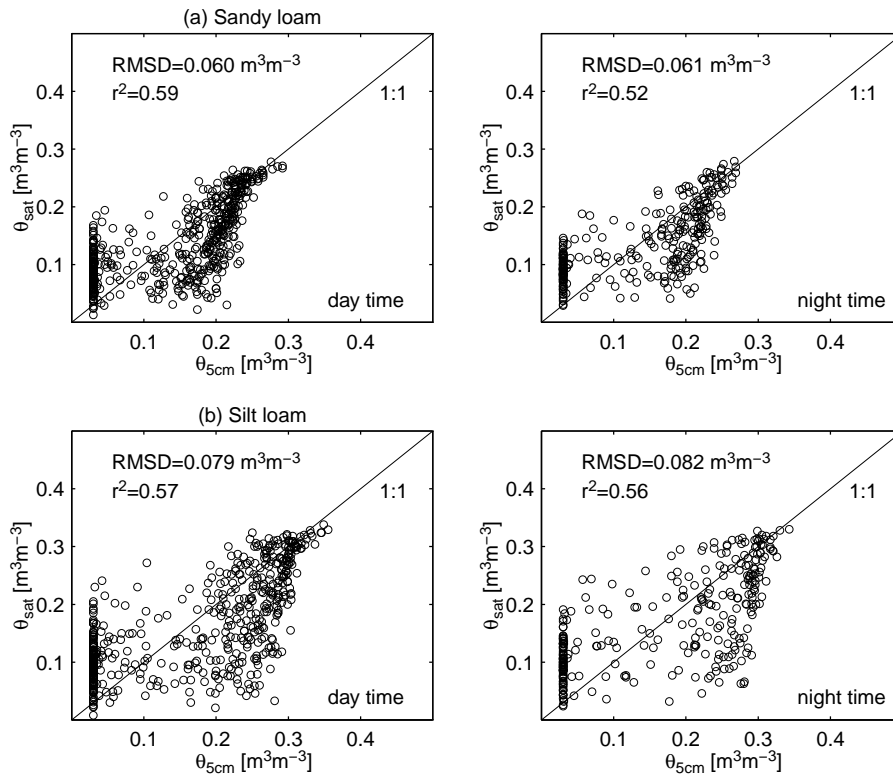 (a) Sandy loam
RMSD=0.060 m³m−³
r²=0.59
1:1
0.4
0.3
0.2
0.1
θsat [m³m−³]
day time
0.1 0.2 0.3 0.4
θ5cm [m³m−³]
RMSD=0.061 m³m−³
r²=0.52
1:1
0.4
0.3
0.2
0.1
θsat [m³m−³]
night time
0.1 0.2 0.3 0.4
θ5cm [m³m−³]
(b) Silt loam
RMSD=0.079 m³m−³
r²=0.57
1:1
0.4
0.3
0.2
0.1
θsat [m³m−³]
day time
0.1 0.2 0.3 0.4
θ5cm [m³m−³]
RMSD=0.082 m³m−³
r²=0.56
1:1
0.4
0.3
0.2
0.1
θsat [m³m−³]
night time
0.1 0.2 0.3 0.4
θ5cm [m³m−³]